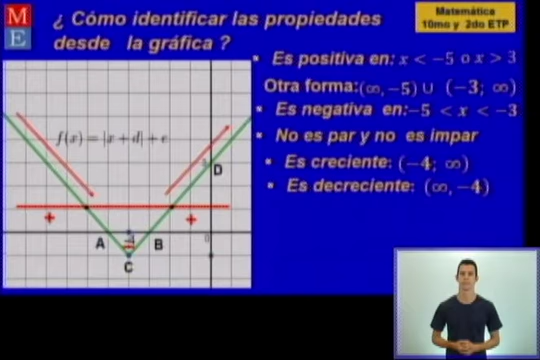 M
E
¿ Cómo identificar las propiedades
desde la gráfica ?
Matemática
10mo y 2do ETP
Es positiva en: x < −5 o x > 3
Otra forma: (∞, −5) ∪ (−3; ∞)
Es negativa en: −5 < x < −3
No es par y no es impar
Es creciente: (−4; ∞)
Es decreciente: (∞, −4)
f(x) = |x + d| + e
D
+
+
A
B
0
C